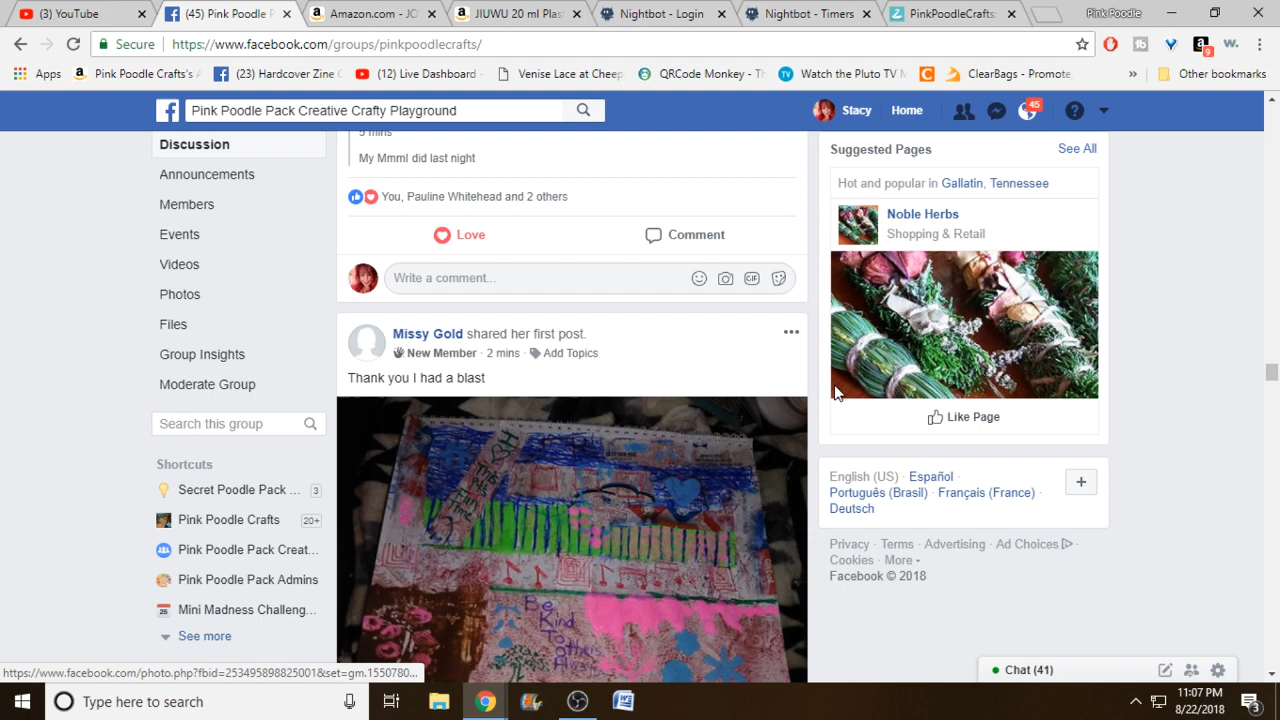 (3) YouTube
(45) Pink Poodle P
Amazon.com - JO
JIUWU 20 ml Plas
Nightbot - Login
Nightbot - Timers
PinkPoodleCrafts
Pink Poodle
Secure
https://www.facebook.com/groups/pinkpoodlecrafts/
9
Apps
Pink Poodle Crafts's A
(23) Hardcover Zine
(12) Live Dashboard -
Venise Lace at Cheep
QRCode Monkey - Th
Watch the Pluto TV M
ClearBags - Promote
Other bookmarks
Pink Poodle Pack Creative Crafty Playground
Stacy
Home
45
Discussion
Announcements
Members
Events
Videos
Photos
Files
Group Insights
Moderate Group
Search this group
Shortcuts
Secret Poodle Pack ...
3
Pink Poodle Crafts
20+
Pink Poodle Pack Creat...
Pink Poodle Pack Admins
Mini Madness Challeng...
See more
5 mins
My Mmml did last night
You, Pauline Whitehead and 2 others
Love
Comment
Write a comment...
GIF
Missy Gold shared her first post.
New Member · 2 mins · Add Topics
Thank you I had a blast
Be
Kind
To others
Always
Suggested Pages
See All
Hot and popular in Gallatin, Tennessee
Noble Herbs
Shopping & Retail
Like Page
English (US) · Español ·
Português (Brasil) · Français (France) ·
Deutsch
Privacy · Terms · Advertising · Ad Choices ·
Cookies · More
Facebook © 2018
https://www.facebook.com/photo.php?fbid=253495898825001&set=gm.1550780...
Chat (41)
Type here to search
11:07 PM
8/22/2018
3